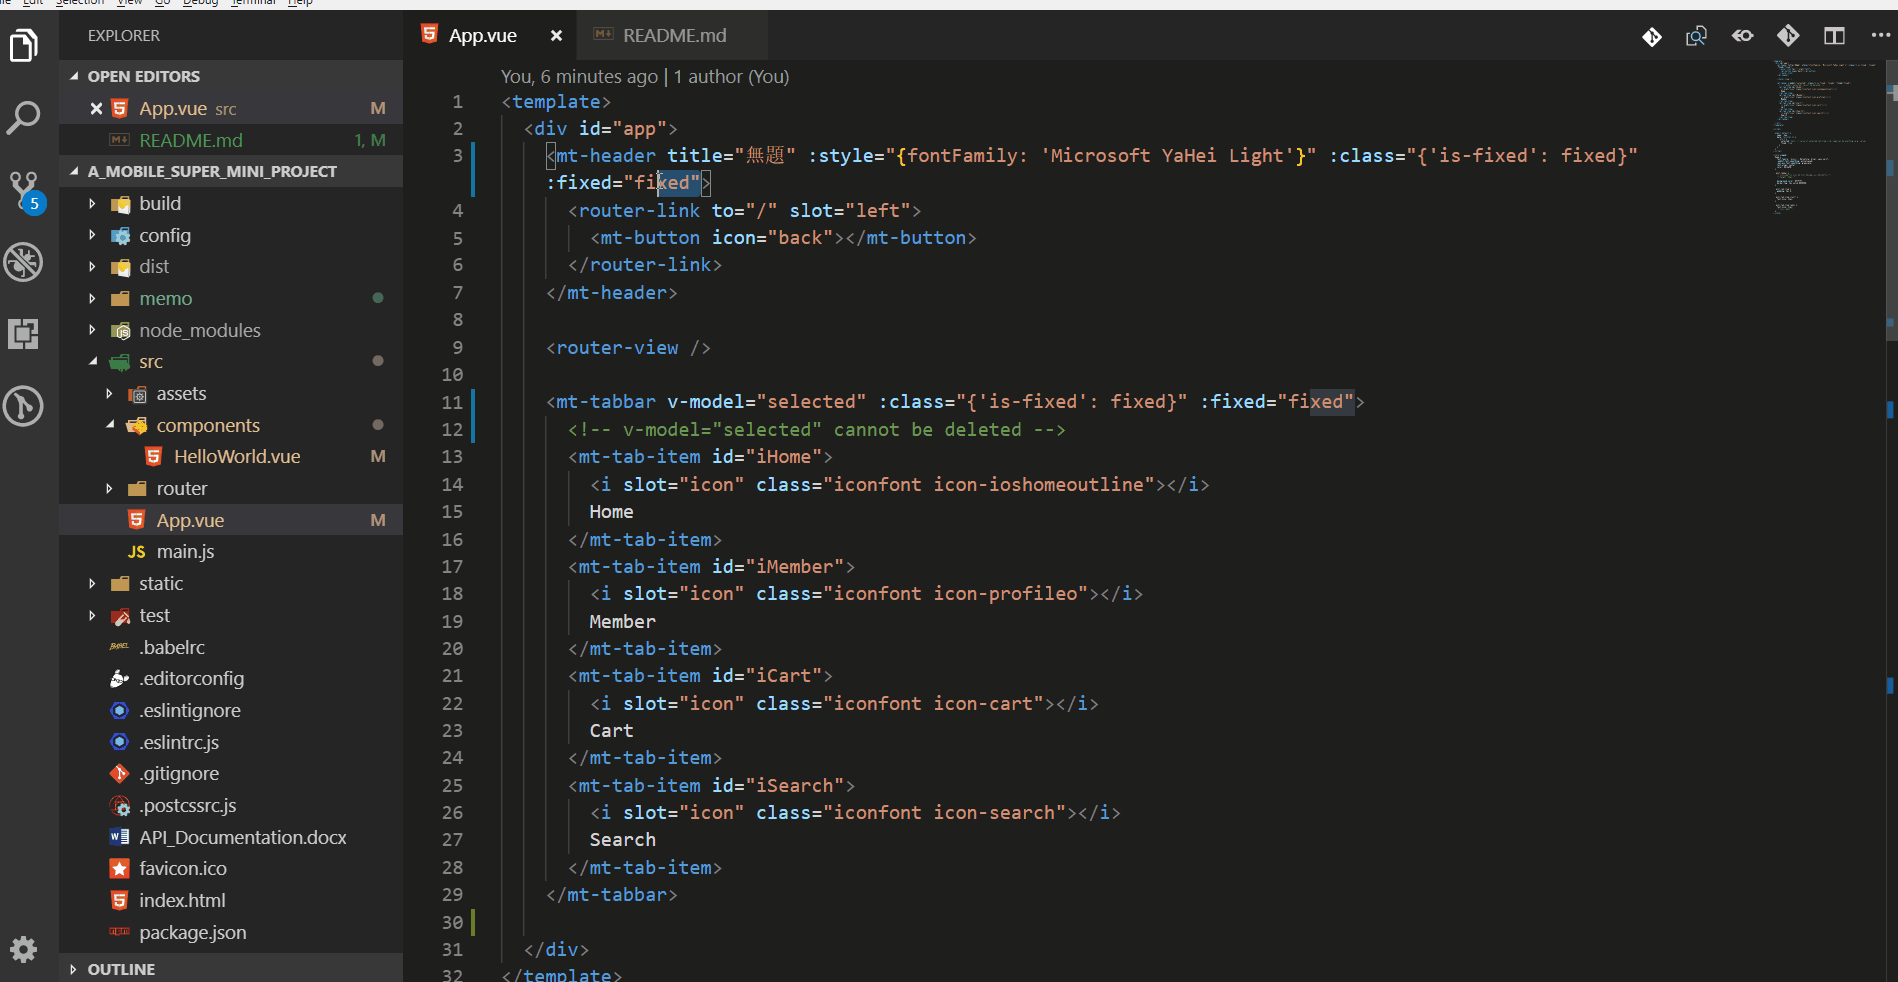 File Edit Selection View Go Debug Terminal Help
EXPLORER
OPEN EDITORS
App.vue src M
README.md 1, M
A_MOBILE_SUPER_MINI_PROJECT
build
config
dist
memo
node_modules
src
assets
components
HelloWorld.vue M
router
App.vue M
JS main.js
static
test
.babelrc
.editorconfig
.eslintignore
.eslintrc.js
.gitignore
.postcssrc.js
API_Documentation.docx
favicon.ico
index.html
package.json
OUTLINE
5
App.vue
README.md
You, 6 minutes ago | 1 author (You)
1 <template>
2 <div id="app">
3 <mt-header title="無題" :style="{fontFamily: 'Microsoft YaHei Light'}" :class="{'is-fixed': fixed}"
:fixed="fixed">
4 <router-link to="/" slot="left">
5 <mt-button icon="back"></mt-button>
6 </router-link>
7 </mt-header>
8
9 <router-view />
10
11 <mt-tabbar v-model="selected" :class="{'is-fixed': fixed}" :fixed="fixed">
12 <!-- v-model="selected" cannot be deleted -->
13 <mt-tab-item id="iHome">
14 <i slot="icon" class="iconfont icon-ioshomeoutline"></i>
15 Home
16 </mt-tab-item>
17 <mt-tab-item id="iMember">
18 <i slot="icon" class="iconfont icon-profileo"></i>
19 Member
20 </mt-tab-item>
21 <mt-tab-item id="iCart">
22 <i slot="icon" class="iconfont icon-cart"></i>
23 Cart
24 </mt-tab-item>
25 <mt-tab-item id="iSearch">
26 <i slot="icon" class="iconfont icon-search"></i>
27 Search
28 </mt-tab-item>
29 </mt-tabbar>
30
31 </div>
32 </template>